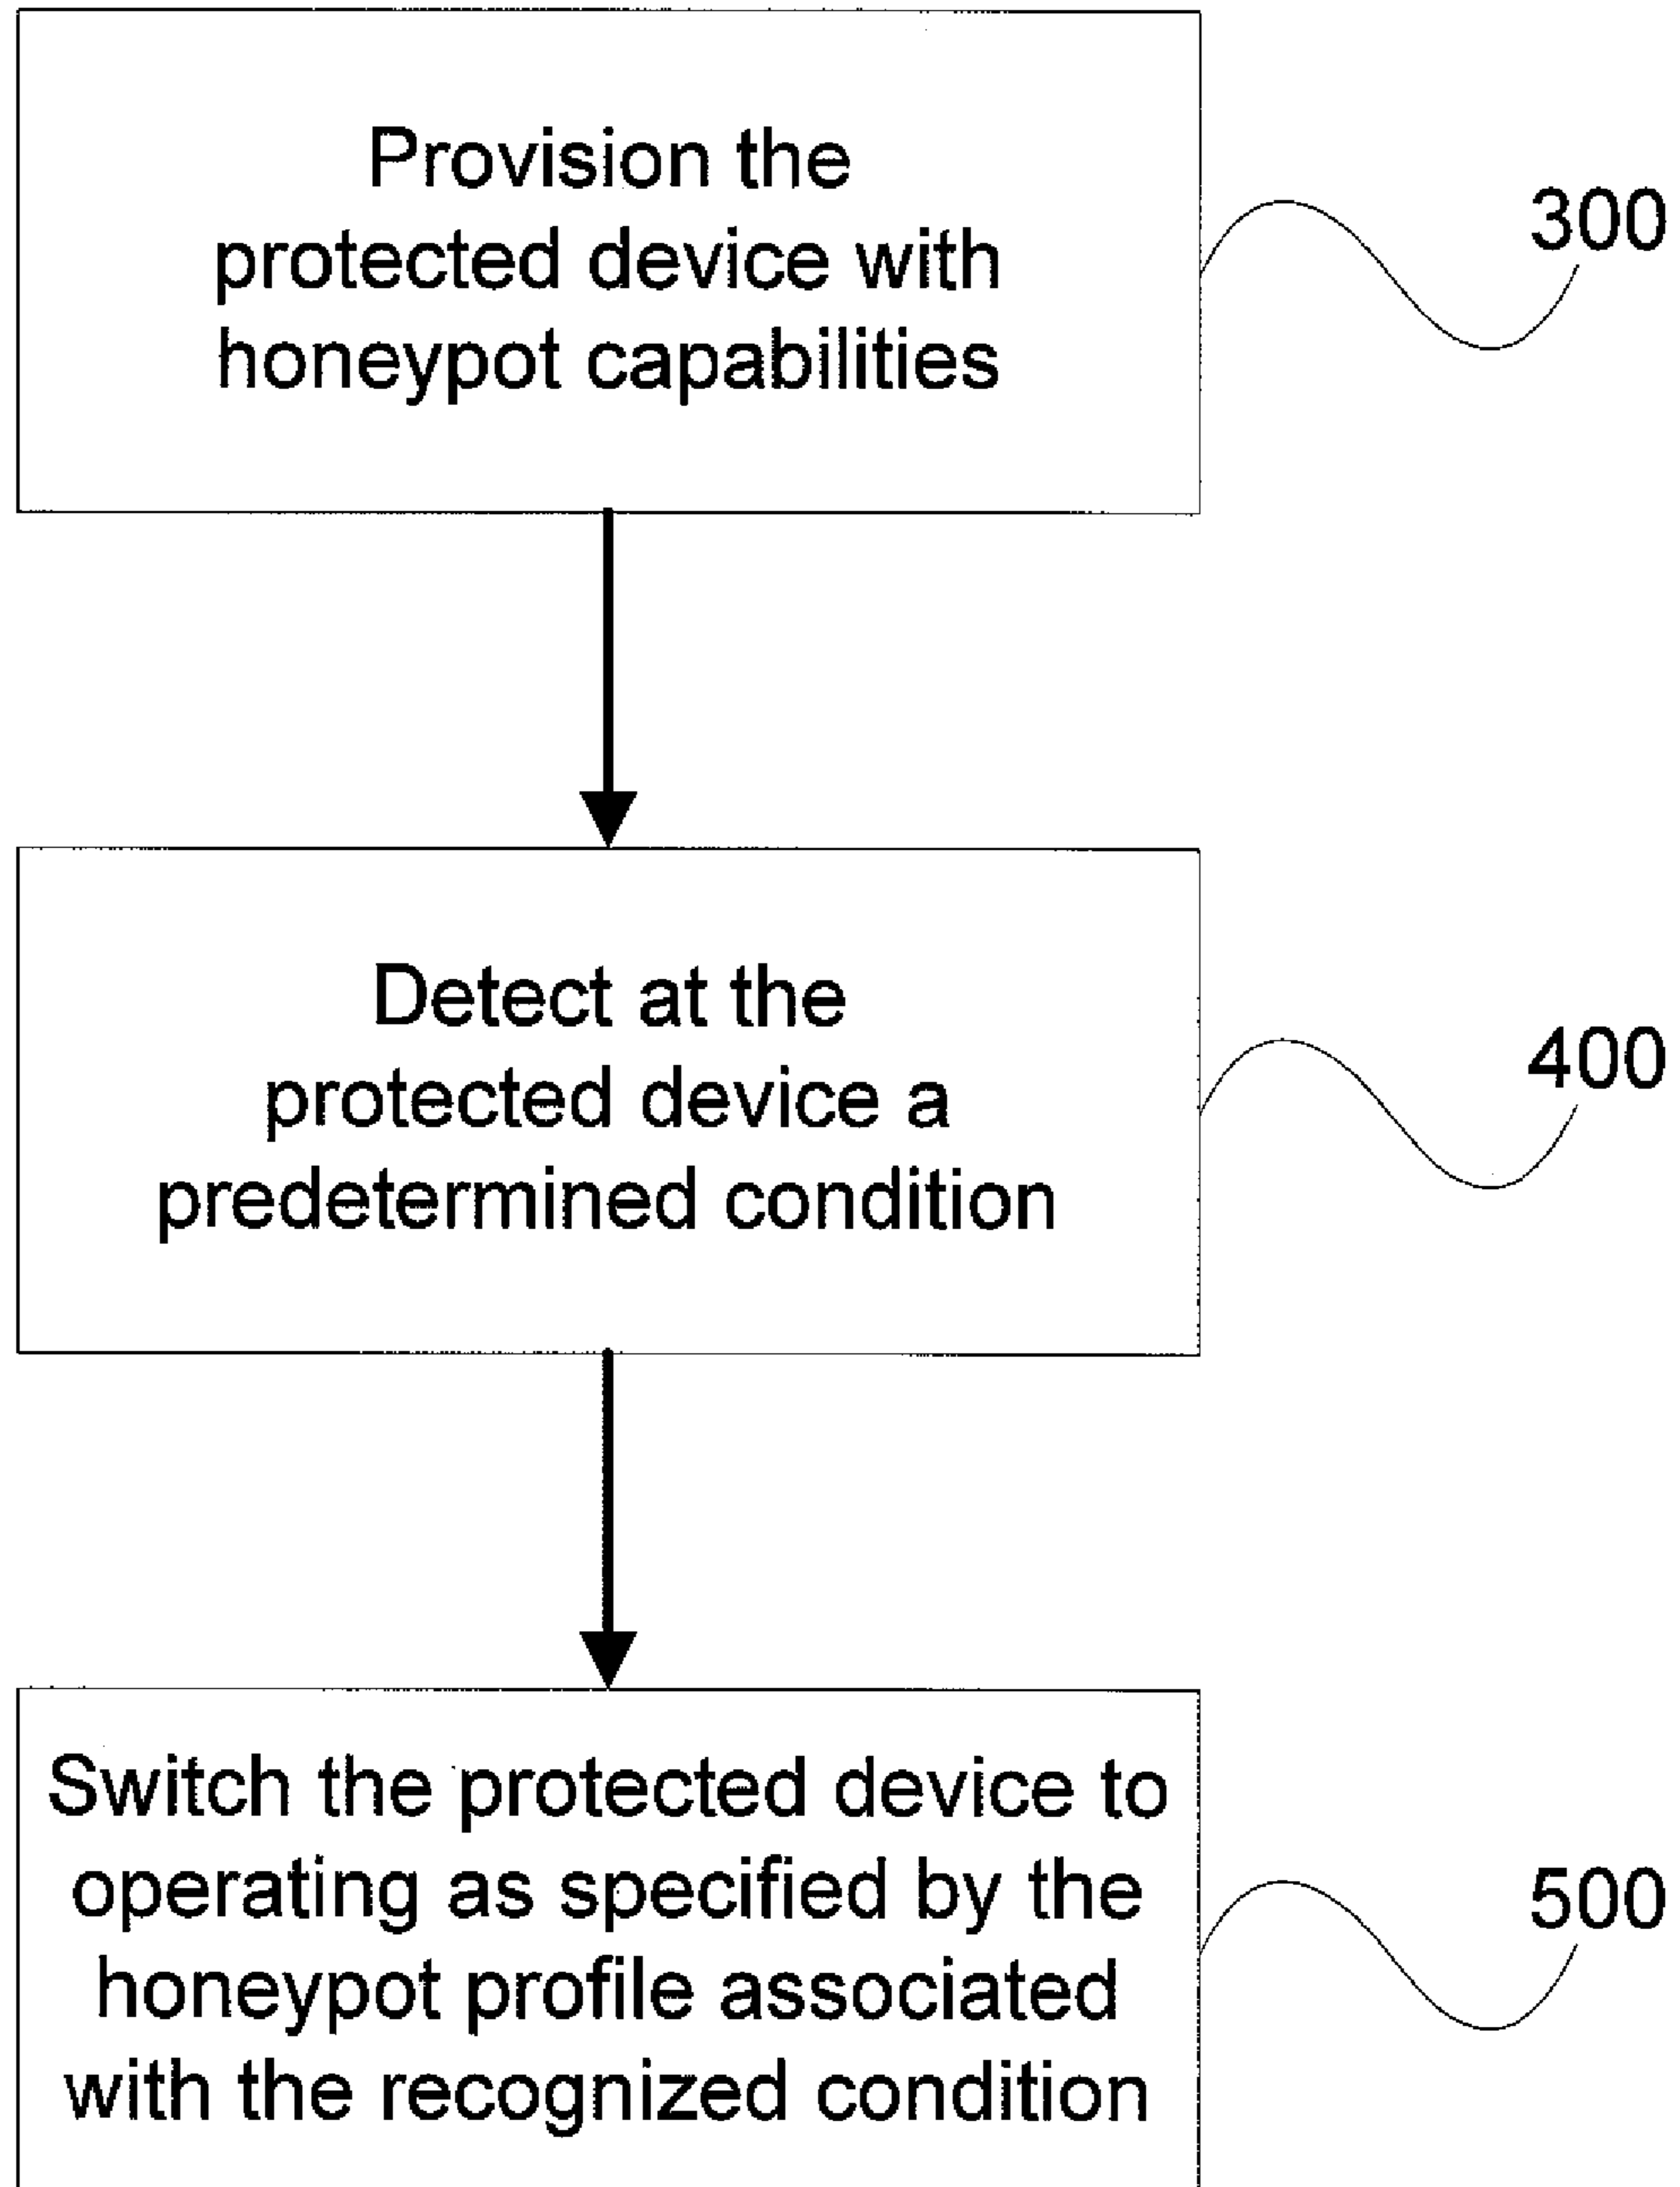 Provision the
protected device with
honeypot capabilities
300
Detect at the
protected device a
predetermined condition
400
Switch the protected device to
operating as specified by the
honeypot profile associated
with the recognized condition
500